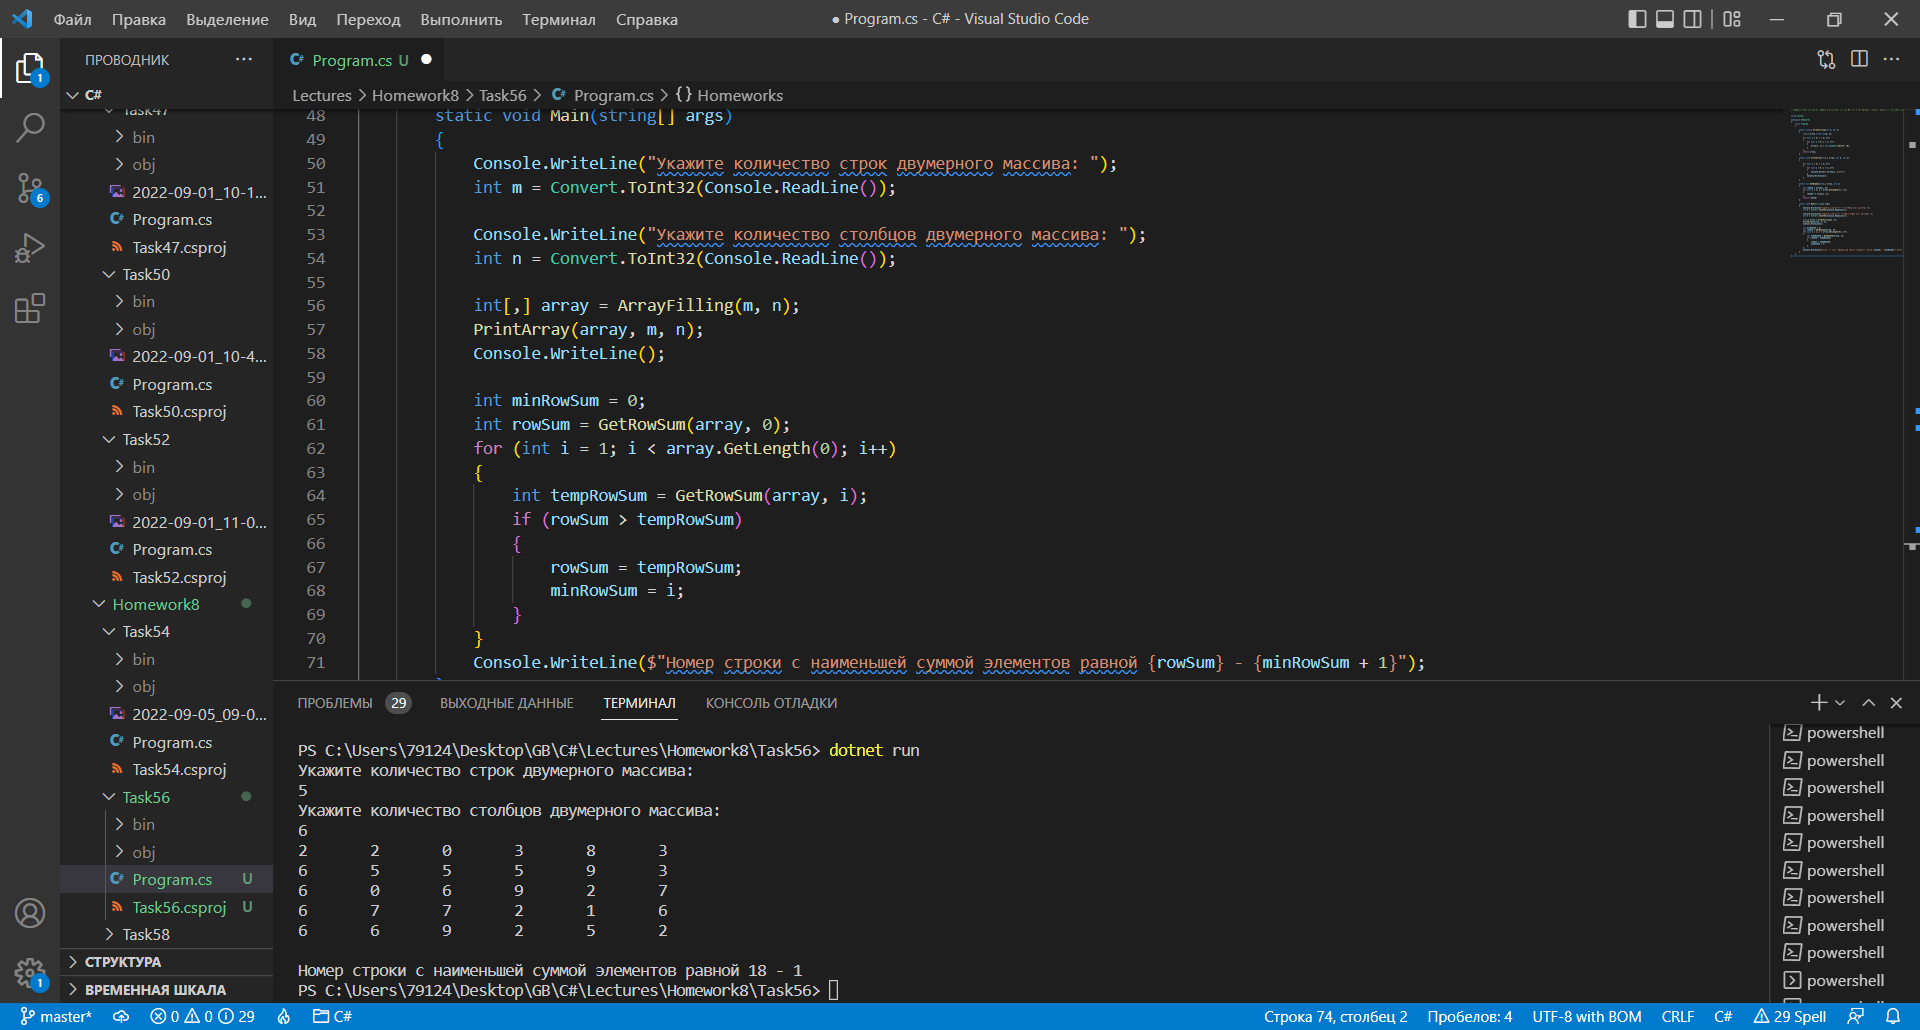 Файл Правка Выделение Вид Переход Выполнить Терминал Справка
● Program.cs - C# - Visual Studio Code
ПРОВОДНИК ···
C#
Task47
bin
obj
2022-09-01_10-1...
Program.cs
Task47.csproj
Task50
bin
obj
2022-09-01_10-4...
Program.cs
Task50.csproj
Task52
bin
obj
2022-09-01_11-0...
Program.cs
Task52.csproj
Homework8
Task54
bin
obj
2022-09-05_09-0...
Program.cs
Task54.csproj
Task56
bin
obj
Program.cs U
Task56.csproj U
Task58
СТРУКТУРА
ВРЕМЕННАЯ ШКАЛА
1
6
1
C# Program.cs U ●
Lectures > Homework8 > Task56 > C# Program.cs > {} Homeworks
48 static void Main(string[] args)
49 {
50 Console.WriteLine("Укажите количество строк двумерного массива: ");
51 int m = Convert.ToInt32(Console.ReadLine());
52
53 Console.WriteLine("Укажите количество столбцов двумерного массива: ");
54 int n = Convert.ToInt32(Console.ReadLine());
55
56 int[,] array = ArrayFilling(m, n);
57 PrintArray(array, m, n);
58 Console.WriteLine();
59
60 int minRowSum = 0;
61 int rowSum = GetRowSum(array, 0);
62 for (int i = 1; i < array.GetLength(0); i++)
63 {
64 int tempRowSum = GetRowSum(array, i);
65 if (rowSum > tempRowSum)
66 {
67 rowSum = tempRowSum;
68 minRowSum = i;
69 }
70 }
71 Console.WriteLine($"Номер строки с наименьшей суммой элементов равной {rowSum} - {minRowSum + 1}");
ПРОБЛЕМЫ 29 ВЫХОДНЫЕ ДАННЫЕ ТЕРМИНАЛ КОНСОЛЬ ОТЛАДКИ
PS C:\Users\79124\Desktop\GB\C#\Lectures\Homework8\Task56> dotnet run
Укажите количество строк двумерного массива:
5
Укажите количество столбцов двумерного массива:
6
2 2 0 3 8 3
6 5 5 5 9 3
6 0 6 9 2 7
6 7 7 2 1 6
6 6 9 2 5 2
Номер строки с наименьшей суммой элементов равной 18 - 1
PS C:\Users\79124\Desktop\GB\C#\Lectures\Homework8\Task56>
powershell
powershell
powershell
powershell
powershell
powershell
powershell
powershell
powershell
powershell
master* 0 0 29 C#
Строка 74, столбец 2 Пробелов: 4 UTF-8 with BOM CRLF C# 29 Spell